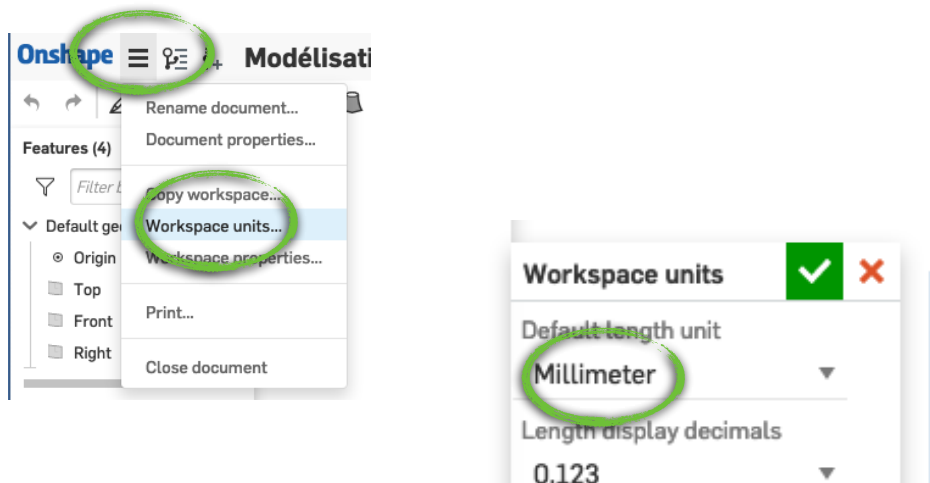 Onshape
Modélisati
Rename document...
Document properties...
Features (4)
Filter b
Copy workspace...
Default geo
Workspace units...
Origin
Workspace properties...
Top
Front
Print...
Right
Close document
Workspace units
Default length unit
Millimeter
Length display decimals
0.123